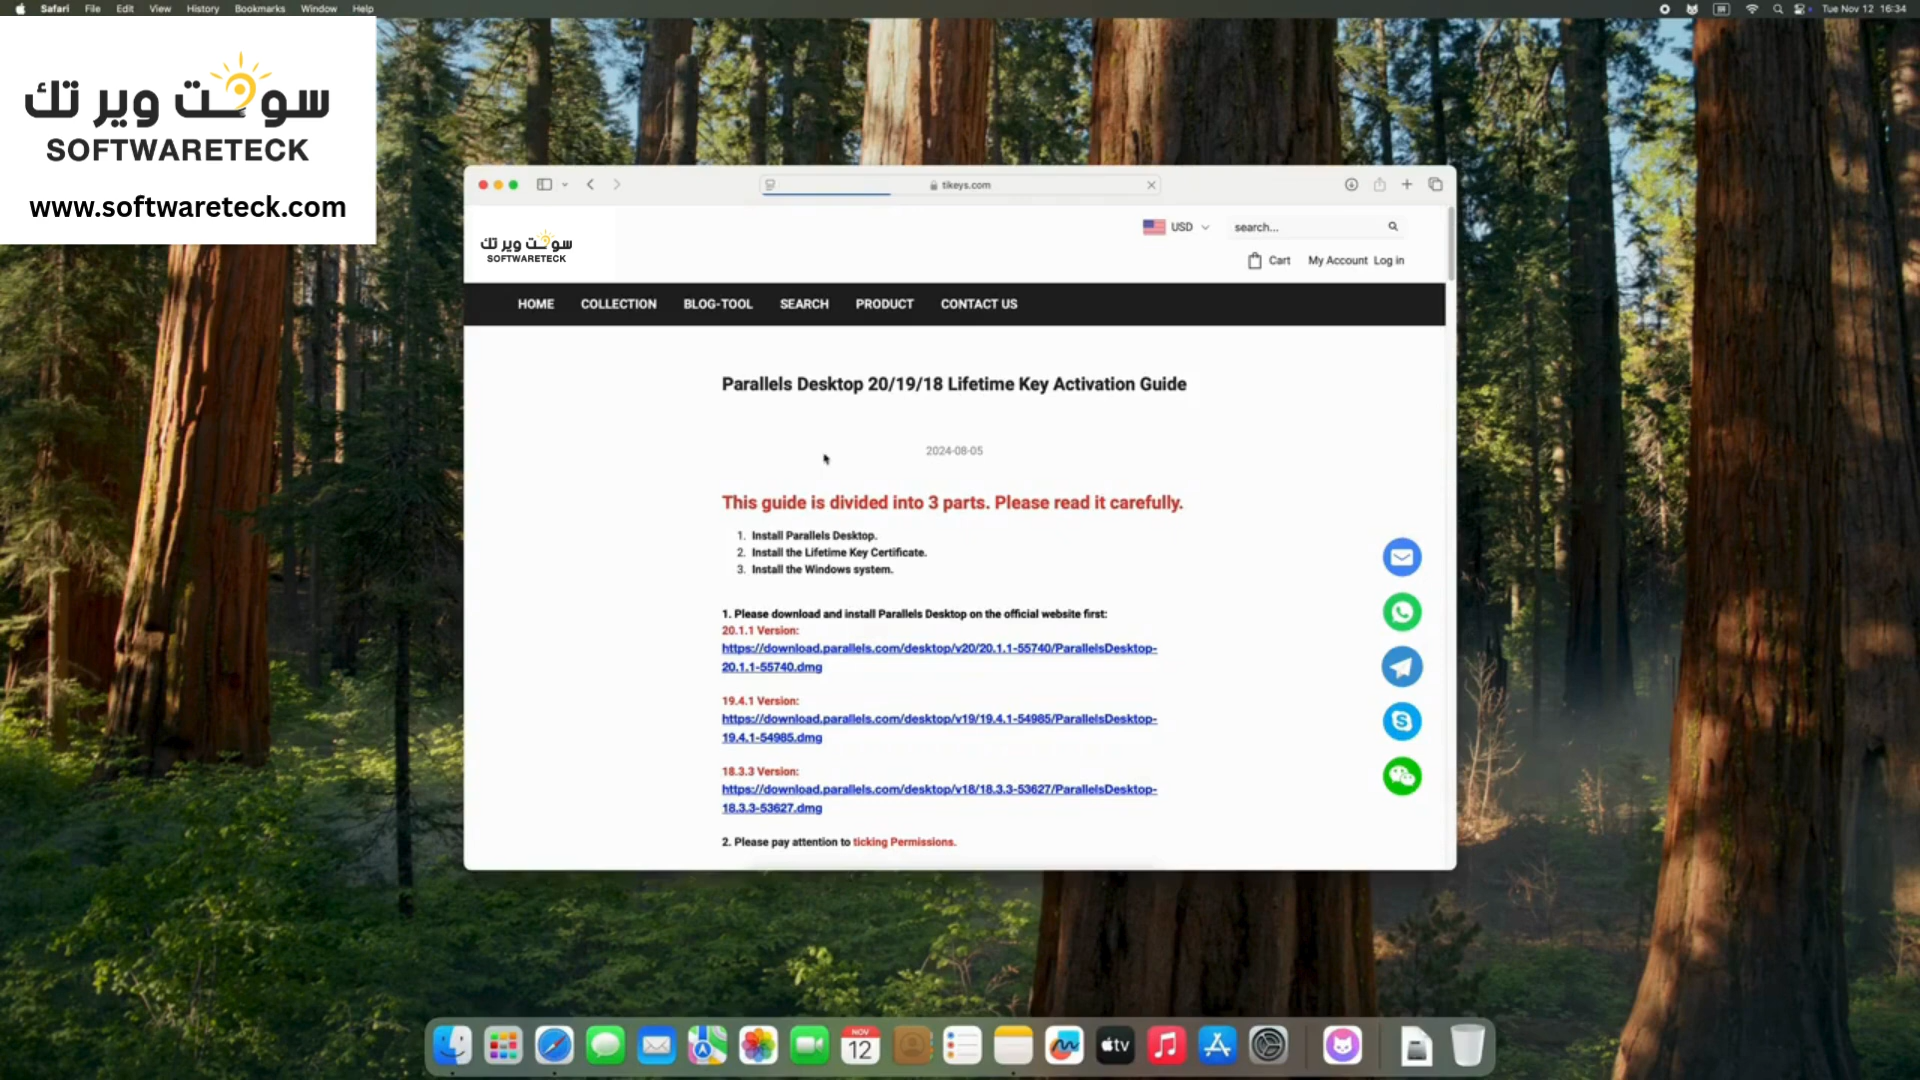 Safari File Edit View History Bookmarks Window Help
Tue Nov 12 16:34
سوفت وير تك
SOFTWARETECK
www.softwareteck.com
tikeys.com
سوفت وير تك
SOFTWARETECK
USD
search...
Cart My Account Log in
HOME COLLECTION BLOG-TOOL SEARCH PRODUCT CONTACT US
Parallels Desktop 20/19/18 Lifetime Key Activation Guide
2024-08-05
This guide is divided into 3 parts. Please read it carefully.
1. Install Parallels Desktop.
2. Install the Lifetime Key Certificate.
3. Install the Windows system.
1. Please download and install Parallels Desktop on the official website first:
20.1.1 Version:
https://download.parallels.com/desktop/v20/20.1.1-55740/ParallelsDesktop-
20.1.1-55740.dmg
19.4.1 Version:
https://download.parallels.com/desktop/v19/19.4.1-54985/ParallelsDesktop-
19.4.1-54985.dmg
18.3.3 Version:
https://download.parallels.com/desktop/v18/18.3.3-53627/ParallelsDesktop-
18.3.3-53627.dmg
2. Please pay attention to ticking Permissions.
NOV
12
tv